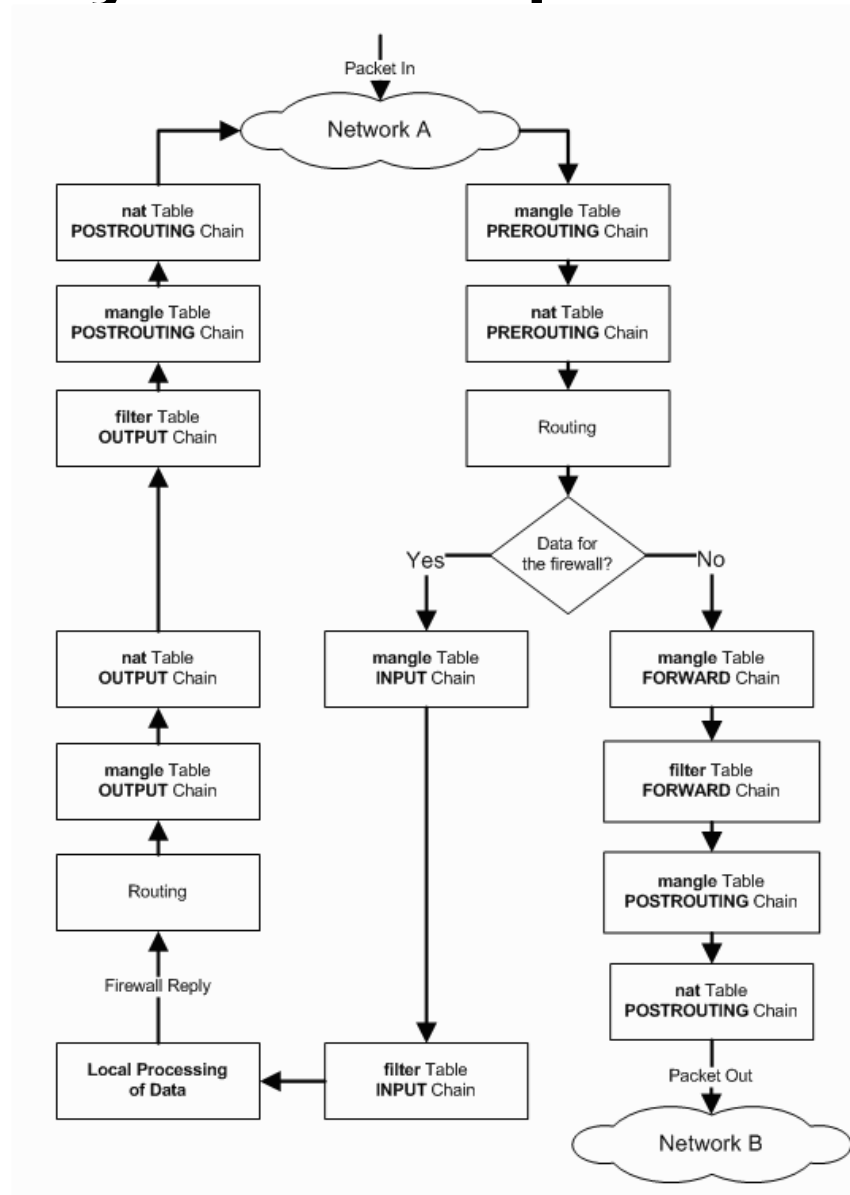 Packet In
Network A
nat Table
POSTROUTING Chain
mangle Table
PREROUTING Chain
mangle Table
POSTROUTING Chain
nat Table
PREROUTING Chain
filter Table
OUTPUT Chain
Routing
Data for
the firewall?
Yes
No
nat Table
OUTPUT Chain
mangle Table
INPUT Chain
mangle Table
FORWARD Chain
mangle Table
OUTPUT Chain
filter Table
FORWARD Chain
Routing
mangle Table
POSTROUTING Chain
Firewall Reply
nat Table
POSTROUTING Chain
Local Processing
of Data
filter Table
INPUT Chain
Packet Out
Network B